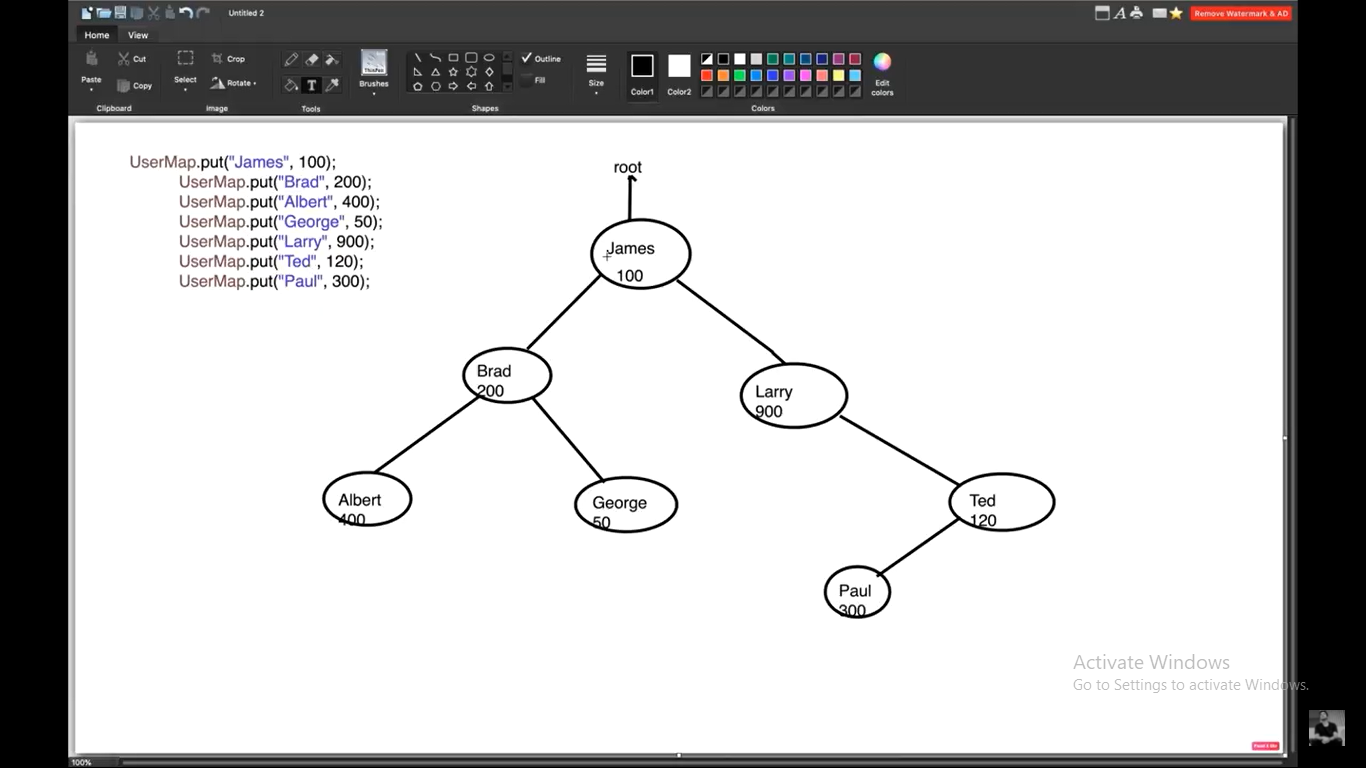 Untitled 2
Remove Watermark & AD
Home View
Paste
Cut
Copy
Clipboard
Select
Crop
Rotate
Image
T
Tools
Brushes
Outline
Fill
Shapes
Size
Color1
Color2
Colors
Edit
colors
UserMap.put("James", 100);
UserMap.put("Brad", 200);
UserMap.put("Albert", 400);
UserMap.put("George", 50);
UserMap.put("Larry", 900);
UserMap.put("Ted", 120);
UserMap.put("Paul", 300);
root
James
100
Brad
200
Larry
900
Albert
400
George
50
Ted
120
Paul
300
Activate Windows
Go to Settings to activate Windows.
100%